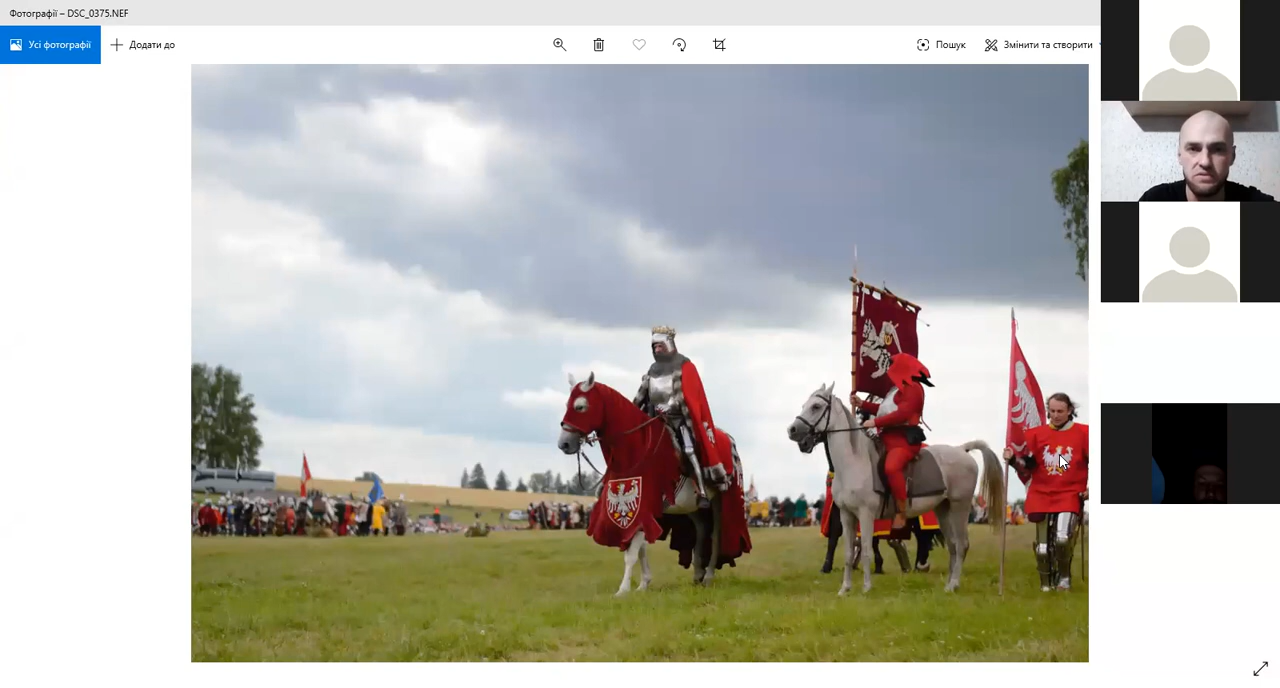 Фотографії – DSC_0375.NEF
Усі фотографії
Додати до
Пошук
Змінити та створити